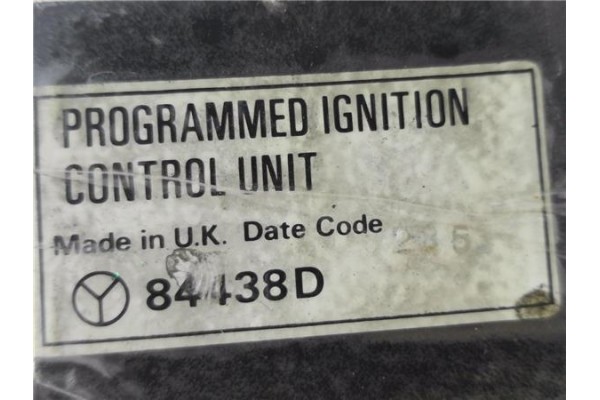 PROGRAMMED IGNITION
CONTROL UNIT
Made in U.K. Date Code
84438D